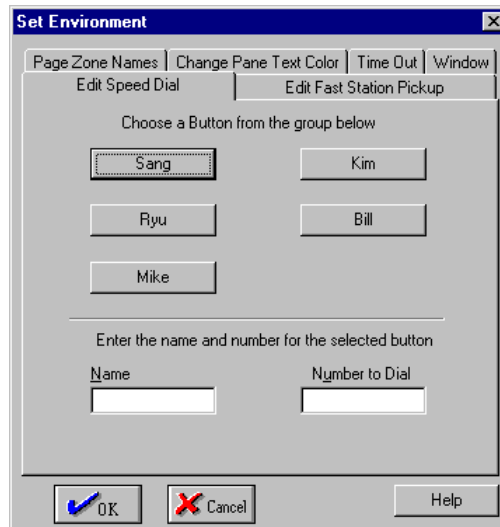 Set Environment
Page Zone Names Change Pane Text Color Time Out Window
Edit Speed Dial Edit Fast Station Pickup
Choose a Button from the group below
Sang Kim
Ryu Bill
Mike
Enter the name and number for the selected button
Name Number to Dial
OK Cancel Help